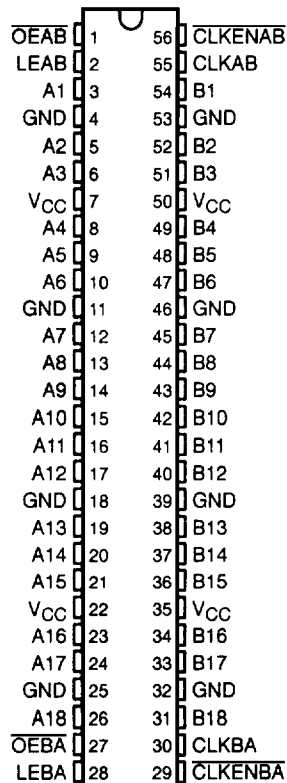 O̅E̅A̅B̅ 1 56 C̅L̅K̅E̅N̅A̅B̅
LEAB 2 55 CLKAB
A1 3 54 B1
GND 4 53 GND
A2 5 52 B2
A3 6 51 B3
VCC 7 50 VCC
A4 8 49 B4
A5 9 48 B5
A6 10 47 B6
GND 11 46 GND
A7 12 45 B7
A8 13 44 B8
A9 14 43 B9
A10 15 42 B10
A11 16 41 B11
A12 17 40 B12
GND 18 39 GND
A13 19 38 B13
A14 20 37 B14
A15 21 36 B15
VCC 22 35 VCC
A16 23 34 B16
A17 24 33 B17
GND 25 32 GND
A18 26 31 B18
O̅E̅B̅A̅ 27 30 CLKBA
LEBA 28 29 C̅L̅K̅E̅N̅B̅A̅